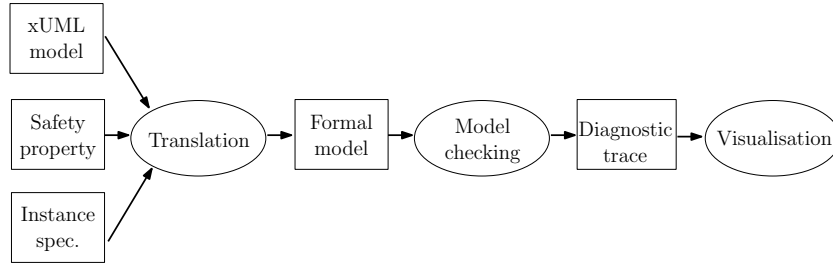 xUML
model
Safety
property
Instance
spec.
Translation
Formal
model
Model
checking
Diagnostic
trace
Visualisation